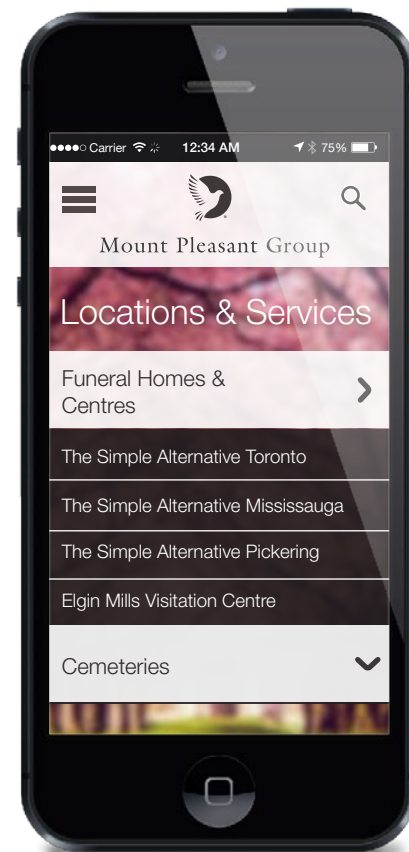 Carrier 12:34 AM 75%
Mount Pleasant Group
Locations & Services
Funeral Homes &
Centres
The Simple Alternative Toronto
The Simple Alternative Mississauga
The Simple Alternative Pickering
Elgin Mills Visitation Centre
Cemeteries